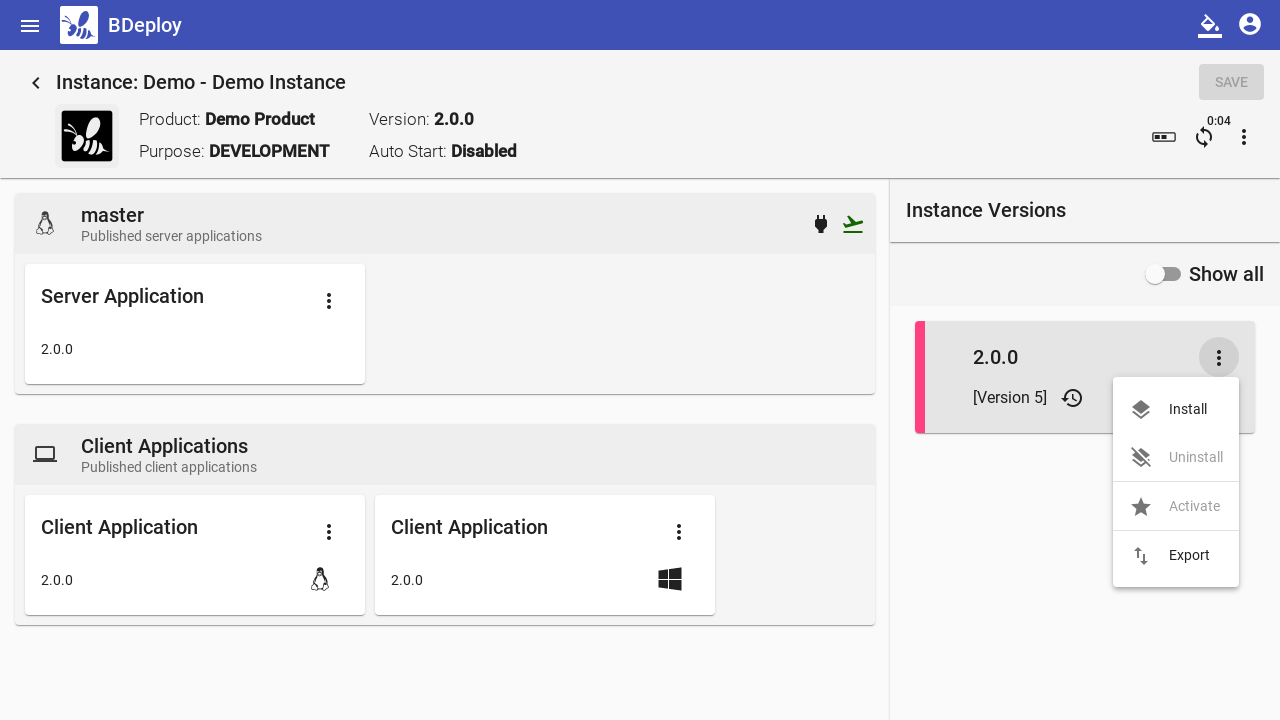 BDeploy
Instance: Demo - Demo Instance
SAVE
Product: Demo Product
Version: 2.0.0
Purpose: DEVELOPMENT
Auto Start: Disabled
0:04
master
Published server applications
Server Application
2.0.0
Client Applications
Published client applications
Client Application
2.0.0
Client Application
2.0.0
Instance Versions
Show all
2.0.0
[Version 5]
Install
Uninstall
Activate
Export